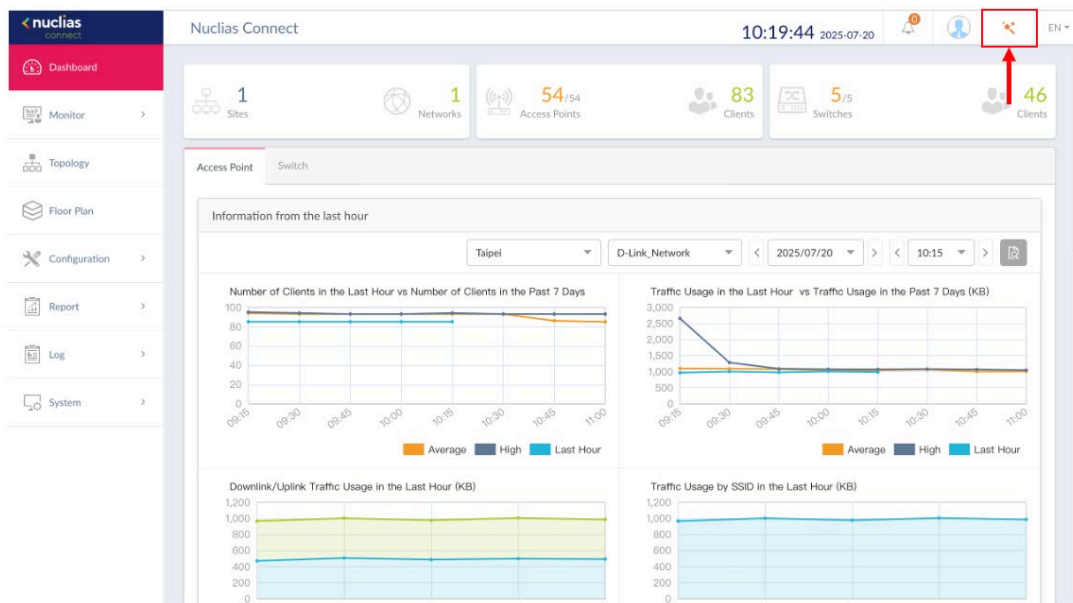 nuclias
connect
Nuclias Connect
10:19:44 2025-07-20
0
EN
Dashboard
Monitor
Topology
Floor Plan
Configuration
Report
Log
System
1
Sites
1
Networks
54/54
Access Points
83
Clients
5/5
Switches
46
Clients
Access Point
Switch
Information from the last hour
Taipei
D-Link_Network
2025/07/20
10:15
Number of Clients in the Last Hour vs Number of Clients in the Past 7 Days
100
80
60
40
20
0
09:15 09:30 09:45 10:00 10:15 10:30 10:45 11:00
Average High Last Hour
Traffic Usage in the Last Hour vs Traffic Usage in the Past 7 Days (KB)
3,000
2,500
2,000
1,500
1,000
500
0
09:15 09:30 09:45 10:00 10:15 10:30 10:45 11:00
Average High Last Hour
Downlink/Uplink Traffic Usage in the Last Hour (KB)
1,200
1,000
800
600
400
200
0
Traffic Usage by SSID in the Last Hour (KB)
1,200
1,000
800
600
400
200
0